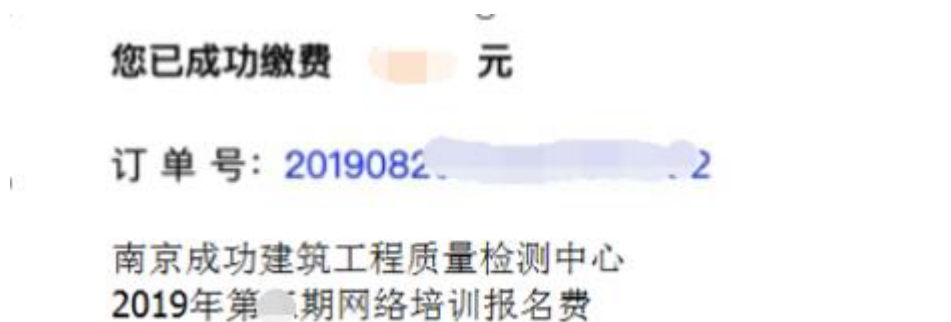 您已成功缴费 元
订 单 号：2019082 2
南京成功建筑工程质量检测中心
2019年第 期网络培训报名费